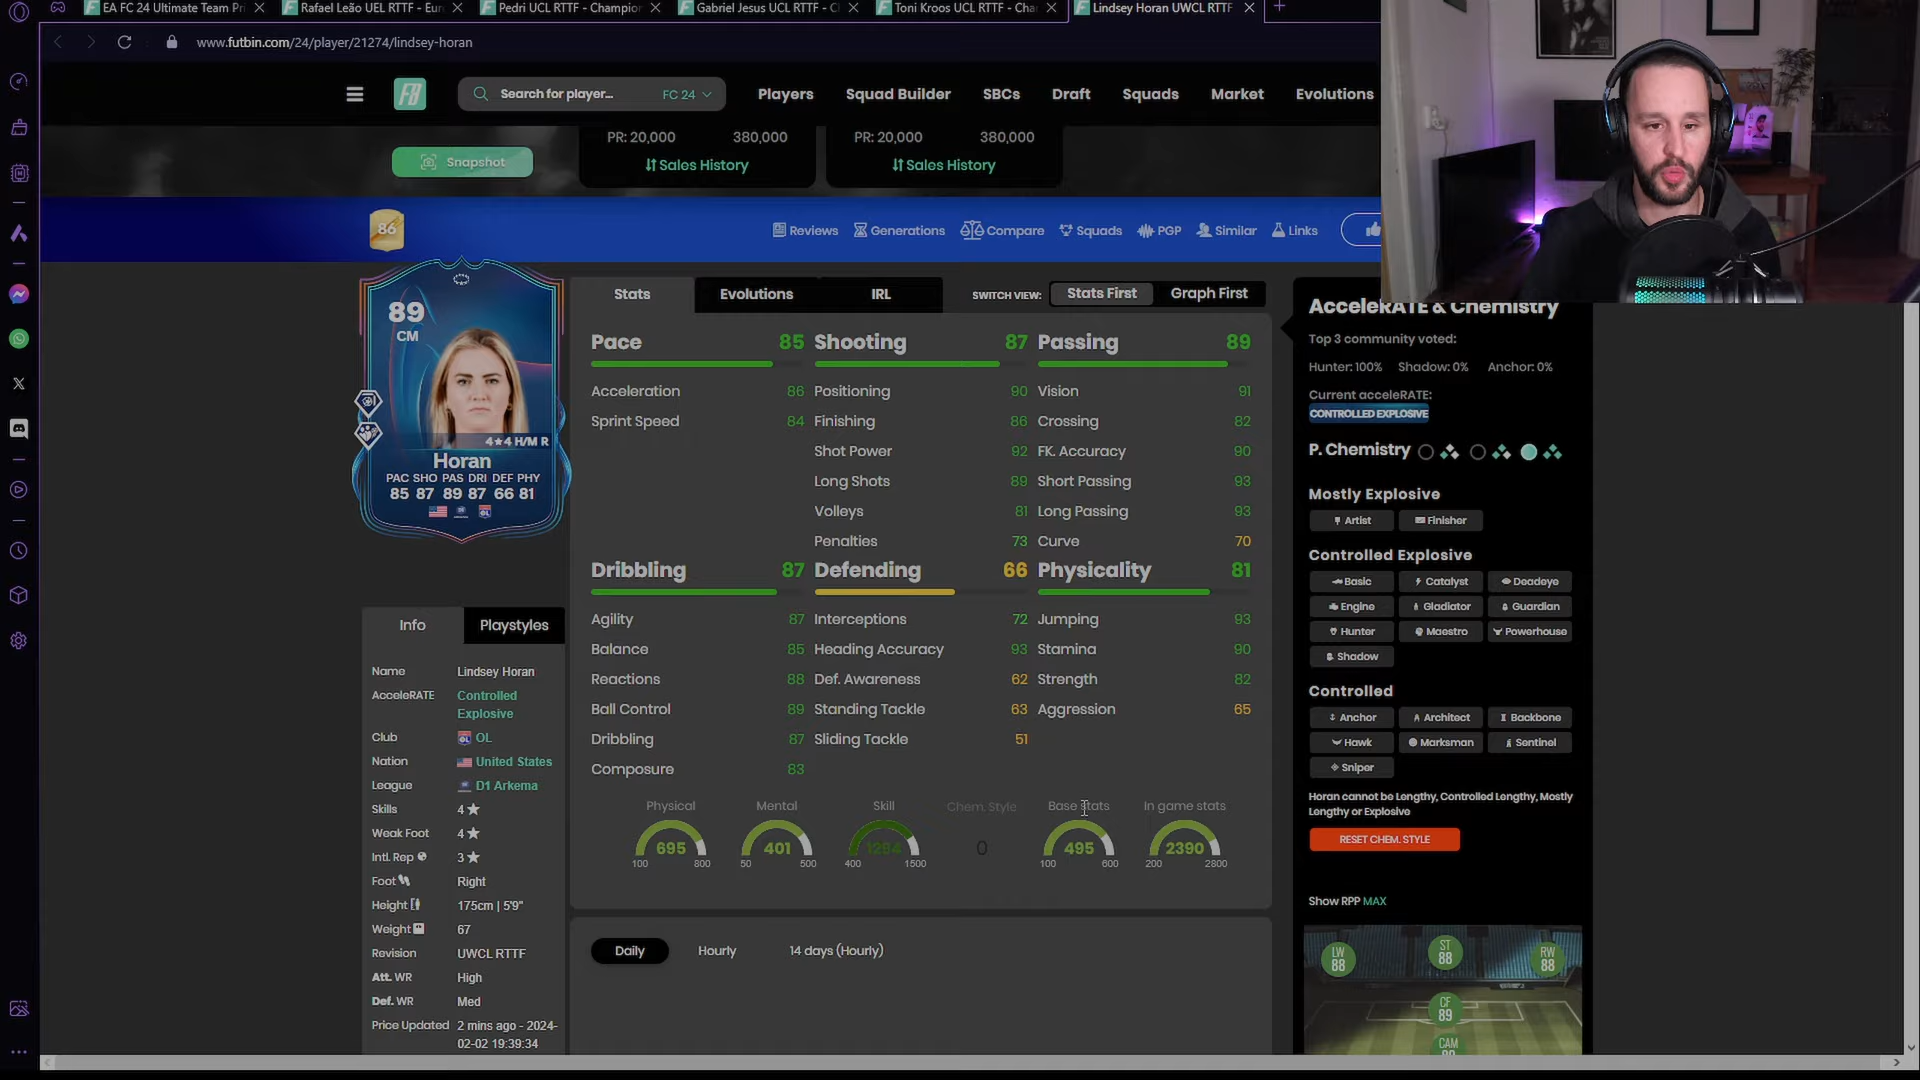 EA FC 24 Ultimate Team Pri
Rafael Leão UEL RTTF - Eur
Pedri UCL RTTF - Champion
Gabriel Jesus UCL RTTF - C
Toni Kroos UCL RTTF - Cha
Lindsey Horan UWCL RTTF
www.futbin.com/24/player/21274/lindsey-horan
Search for player... FC 24
Players Squad Builder SBCs Draft Squads Market Evolutions
PR: 20,000 380,000 PR: 20,000 380,000
Snapshot Sales History Sales History
86 Reviews Generations Compare Squads PGP Similar Links
Stats Evolutions IRL SWITCH VIEW: Stats First Graph First
89
CM
4★4 H/M R
Horan
PAC SHO PAS DRI DEF PHY
85 87 89 87 66 81
Pace 85 Shooting 87 Passing 89
Acceleration 86 Positioning 90 Vision 91
Sprint Speed 84 Finishing 86 Crossing 82
Shot Power 92 FK. Accuracy 90
Long Shots 89 Short Passing 93
Volleys 81 Long Passing 93
Penalties 73 Curve 70
Dribbling 87 Defending 66 Physicality 81
Agility 87 Interceptions 72 Jumping 93
Balance 85 Heading Accuracy 93 Stamina 90
Reactions 88 Def. Awareness 62 Strength 82
Ball Control 89 Standing Tackle 63 Aggression 65
Dribbling 87 Sliding Tackle 51
Composure 83
Physical Mental Skill Chem. Style Base Stats In game stats
695 401 1294 0 495 2390
100 800 50 500 400 1500 100 600 200 2800
Daily Hourly 14 days (Hourly)
Info Playstyles
Name Lindsey Horan
AcceleRATE Controlled
Explosive
Club OL
Nation United States
League D1 Arkema
Skills 4★
Weak Foot 4★
Intl. Rep 3★
Foot Right
Height 175cm | 5'9"
Weight 67
Revision UWCL RTTF
Att. WR High
Def. WR Med
Price Updated 2 mins ago - 2024-
02-02 19:39:34
AcceleRATE & Chemistry
Top 3 community voted:
Hunter: 100% Shadow: 0% Anchor: 0%
Current acceleRATE:
CONTROLLED EXPLOSIVE
P. Chemistry
Mostly Explosive
Artist Finisher
Controlled Explosive
Basic Catalyst Deadeye
Engine Gladiator Guardian
Hunter Maestro Powerhouse
Shadow
Controlled
Anchor Architect Backbone
Hawk Marksman Sentinel
Sniper
Horan cannot be Lengthy, Controlled Lengthy, Mostly
Lengthy or Explosive
RESET CHEM. STYLE
Show RPP MAX
LW ST RW
88 88 88
CF
89
CAM